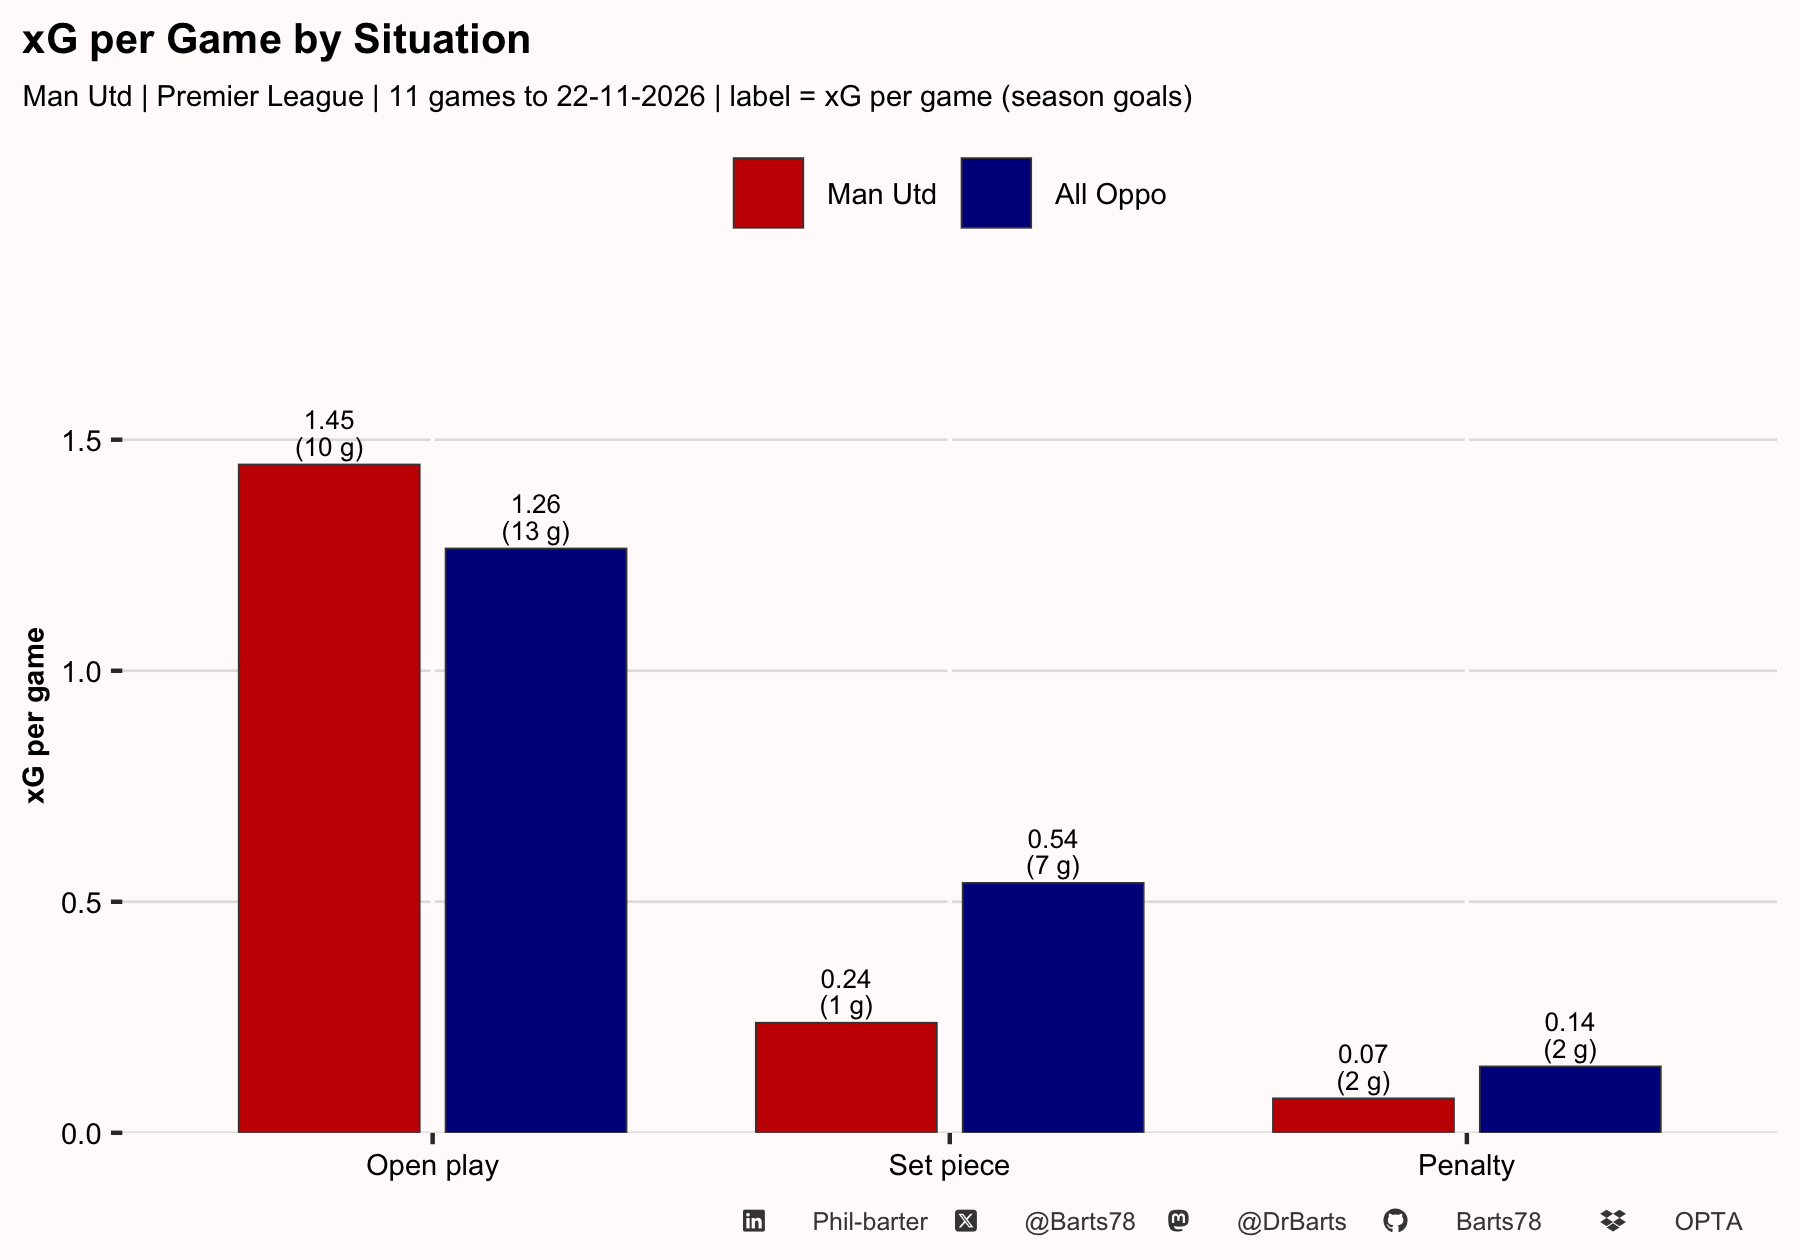 xG per Game by Situation
Man Utd | Premier League | 11 games to 22-11-2026 | label = xG per game (season goals)
Man Utd All Oppo
xG per game
1.5
1.0
0.5
0.0
1.45
(10 g)
1.26
(13 g)
0.24
(1 g)
0.54
(7 g)
0.07
(2 g)
0.14
(2 g)
Open play Set piece Penalty
Phil-barter @Barts78 @DrBarts Barts78 OPTA